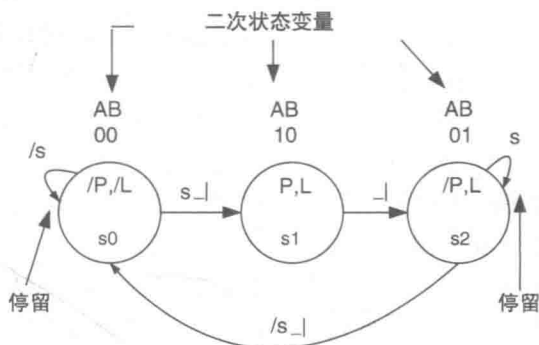 二次状态变量
AB AB AB
00 10 01
/s s
/P,/L s_| P,L _| /P,L
s0 s1 s2
停留 停留
/s_|